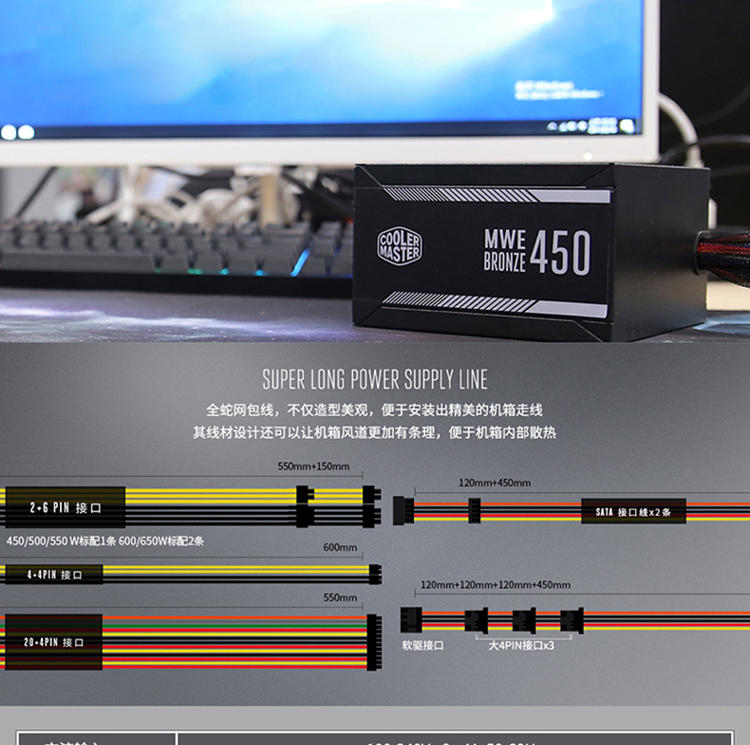 COOLER
MASTER
MWE
BRONZE
450
SUPER LONG POWER SUPPLY LINE
全蛇网包线，不仅造型美观，便于安装出精美的机箱走线
其线材设计还可以让机箱风道更加有条理，便于机箱内部散热
550mm+150mm
2+6 PIN 接口
450/500/550 W标配1条 600/650W标配2条
600mm
4+4PIN 接口
550mm
20+4PIN 接口
120mm+450mm
SATA 接口线x2条
120mm+120mm+120mm+450mm
软驱接口
大4PIN接口x3